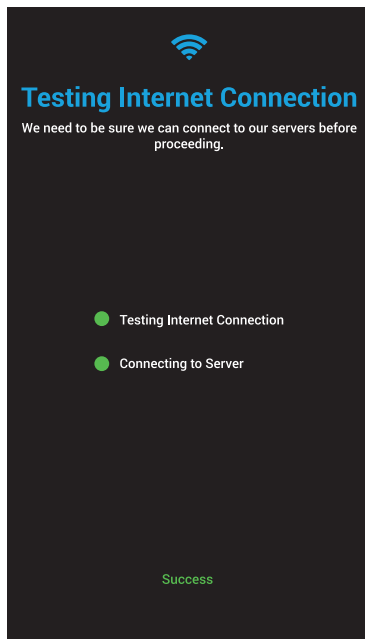 Testing Internet Connection
We need to be sure we can connect to our servers before
proceeding.
Testing Internet Connection
Connecting to Server
Success